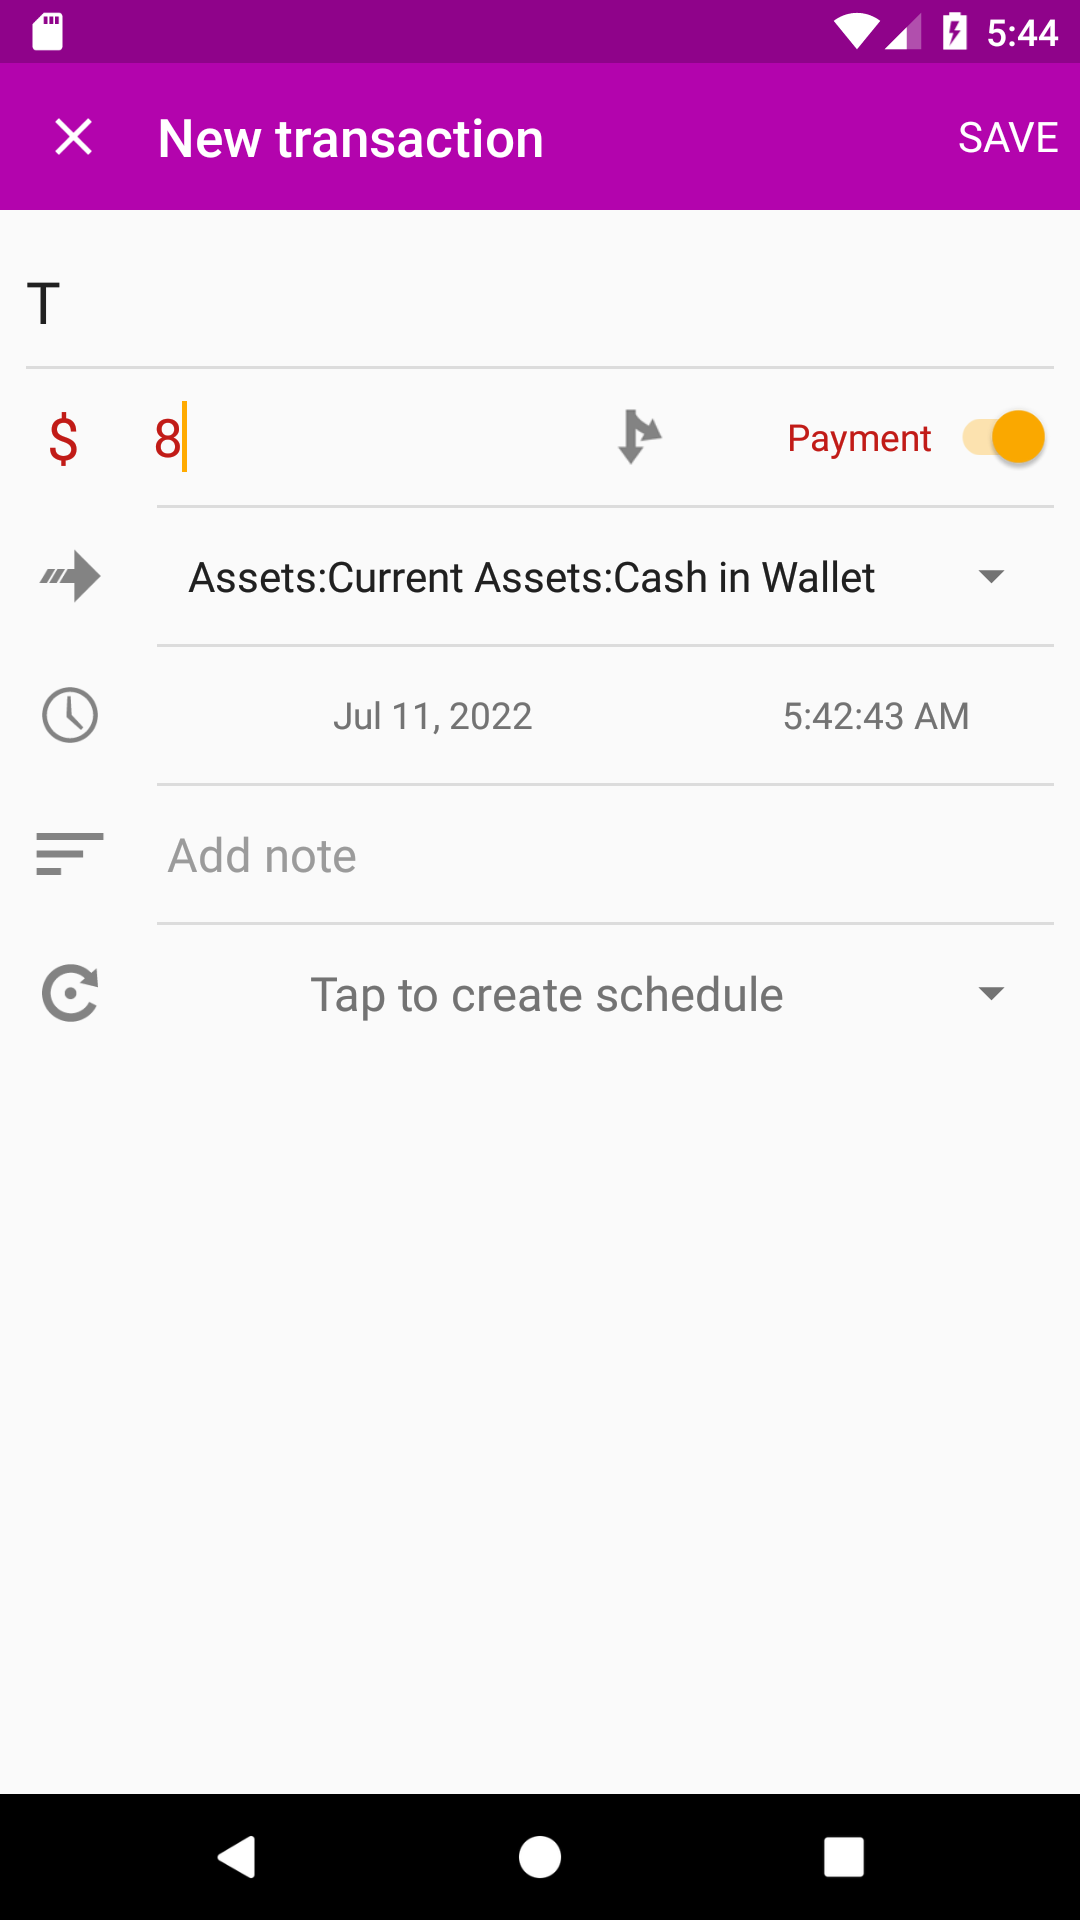 5:44
New transaction
SAVE
T
$ 8 Payment
Assets:Current Assets:Cash in Wallet
Jul 11, 2022 5:42:43 AM
Add note
Tap to create schedule